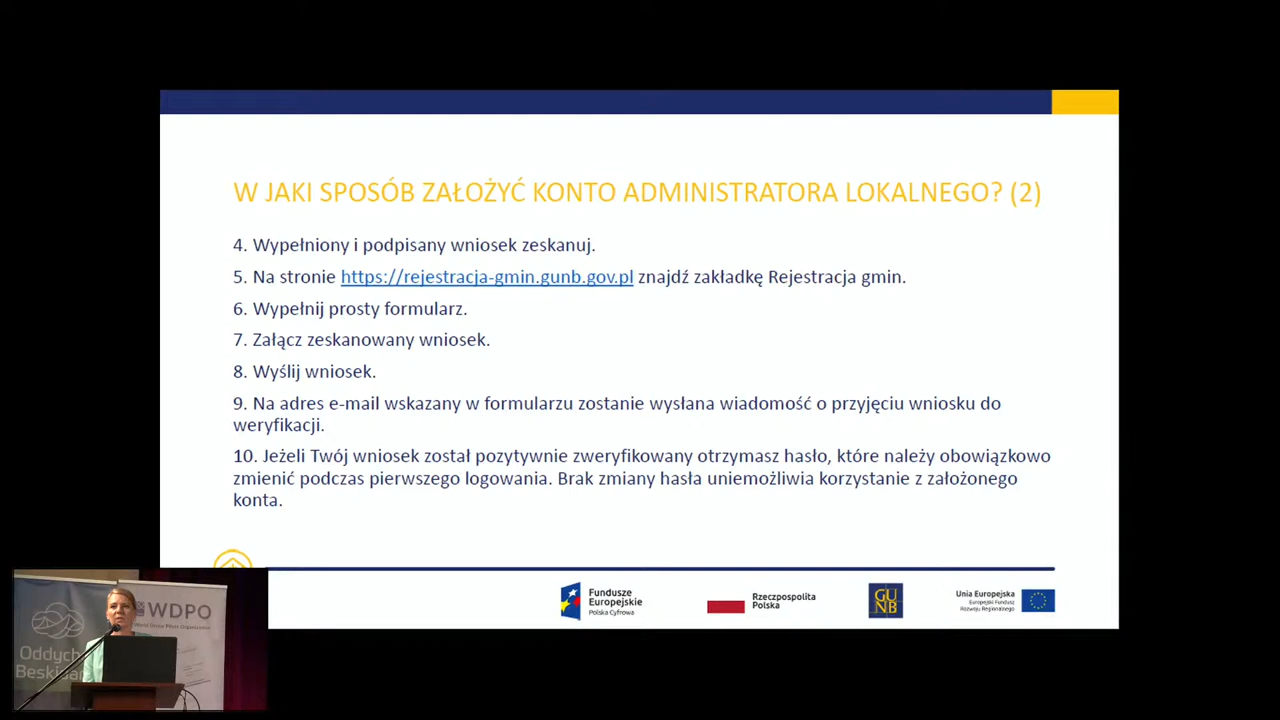 W JAKI SPOSÓB ZAŁOŻYĆ KONTO ADMINISTRATORA LOKALNEGO? (2)
4. Wypełniony i podpisany wniosek zeskanuj.
5. Na stronie https://rejestracja-gmin.gunb.gov.pl znajdź zakładkę Rejestracja gmin.
6. Wypełnij prosty formularz.
7. Załącz zeskanowany wniosek.
8. Wyślij wniosek.
9. Na adres e-mail wskazany w formularzu zostanie wysłana wiadomość o przyjęciu wniosku do
weryfikacji.
10. Jeżeli Twój wniosek został pozytywnie zweryfikowany otrzymasz hasło, które należy obowiązkowo
zmienić podczas pierwszego logowania. Brak zmiany hasła uniemożliwia korzystanie z założonego
konta.
Fundusze
Europejskie
Polska Cyfrowa
Rzeczpospolita
Polska
GU
NB
Unia Europejska
Europejski Fundusz
Rozwoju Regionalnego
WDPO
Oddych